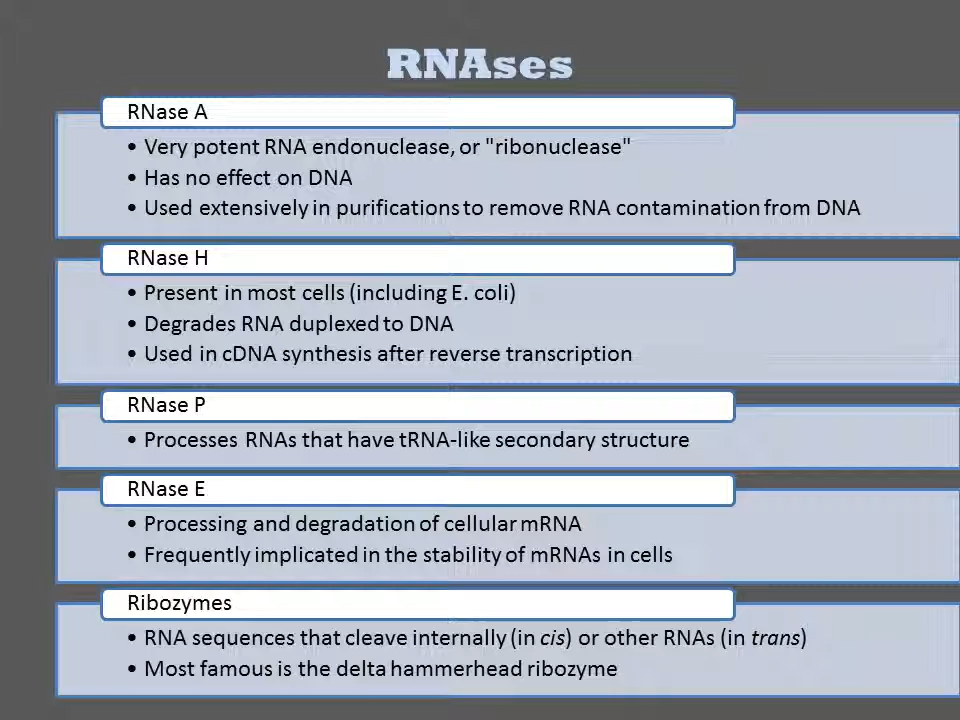 RNAses
RNase A
• Very potent RNA endonuclease, or "ribonuclease"
• Has no effect on DNA
• Used extensively in purifications to remove RNA contamination from DNA
RNase H
• Present in most cells (including E. coli)
• Degrades RNA duplexed to DNA
• Used in cDNA synthesis after reverse transcription
RNase P
• Processes RNAs that have tRNA-like secondary structure
RNase E
• Processing and degradation of cellular mRNA
• Frequently implicated in the stability of mRNAs in cells
Ribozymes
• RNA sequences that cleave internally (in cis) or other RNAs (in trans)
• Most famous is the delta hammerhead ribozyme